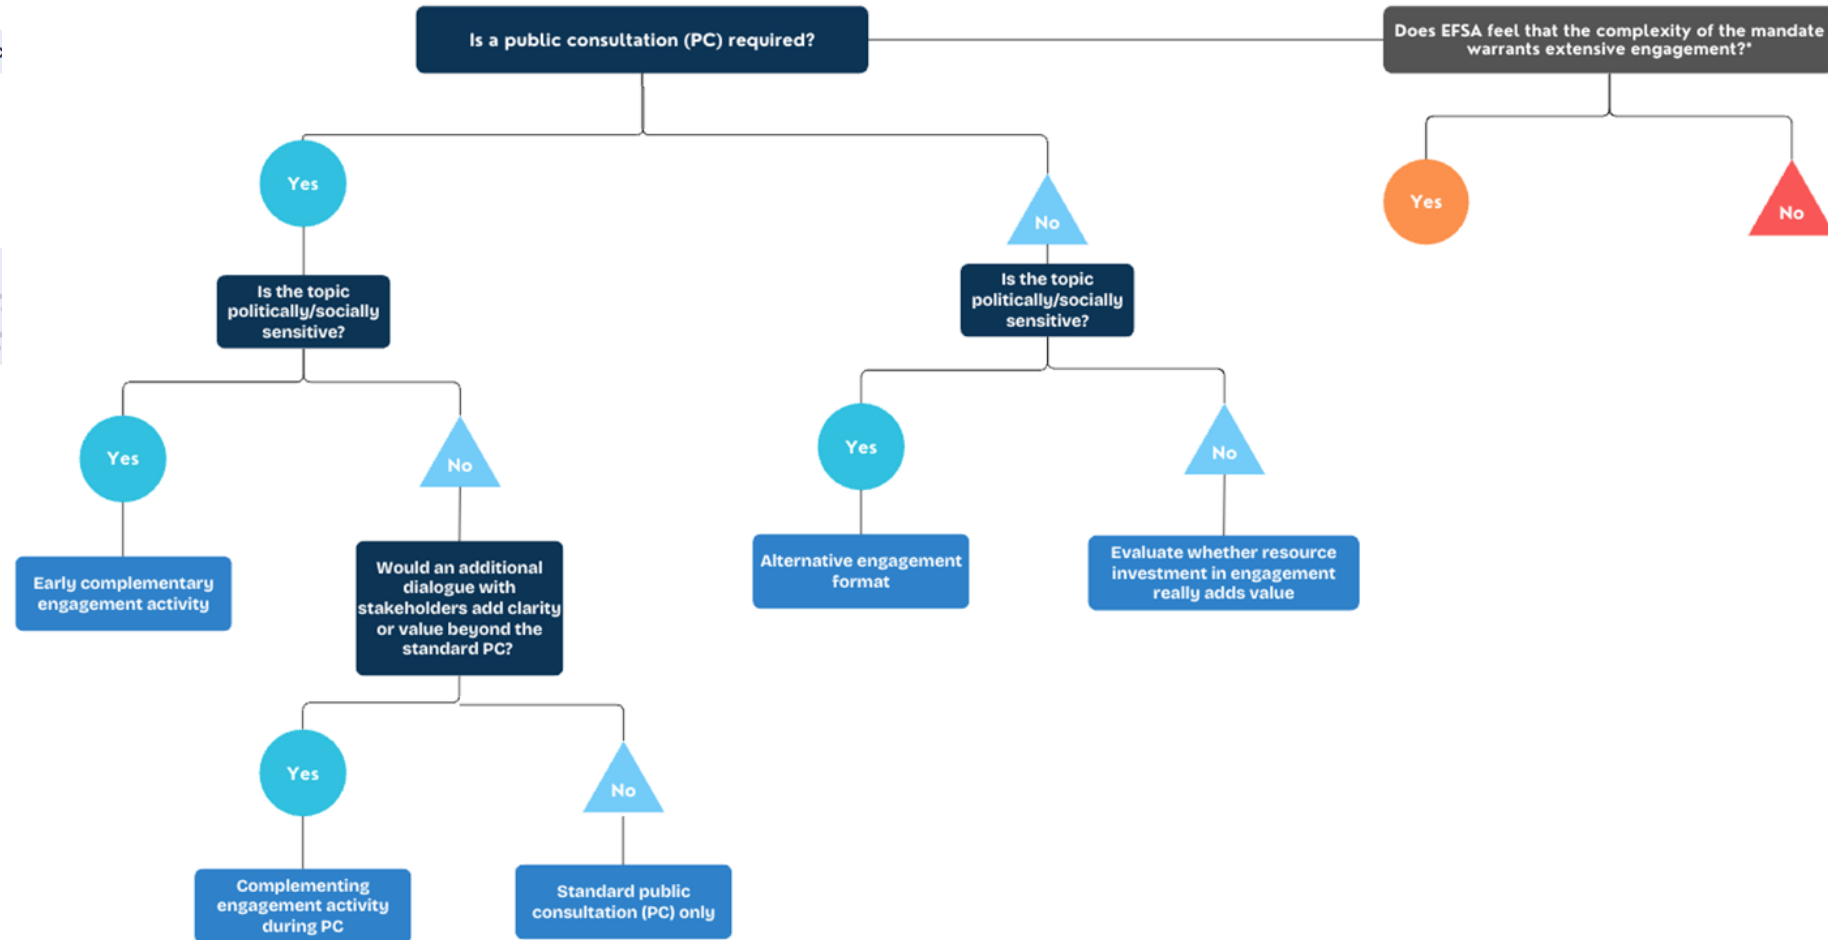 Is a public consultation (PC) required?
Does EFSA feel that the complexity of the mandate
warrants extensive engagement?*
Yes
No
Yes
No
Is the topic
politically/socially
sensitive?
Is the topic
politically/socially
sensitive?
Yes
No
Yes
No
Early complementary
engagement activity
Would an additional
dialogue with
stakeholders add clarity
or value beyond the
standard PC?
Alternative engagement
format
Evaluate whether resource
investment in engagement
really adds value
Yes
No
Complementing
engagement activity
during PC
Standard public
consultation (PC) only